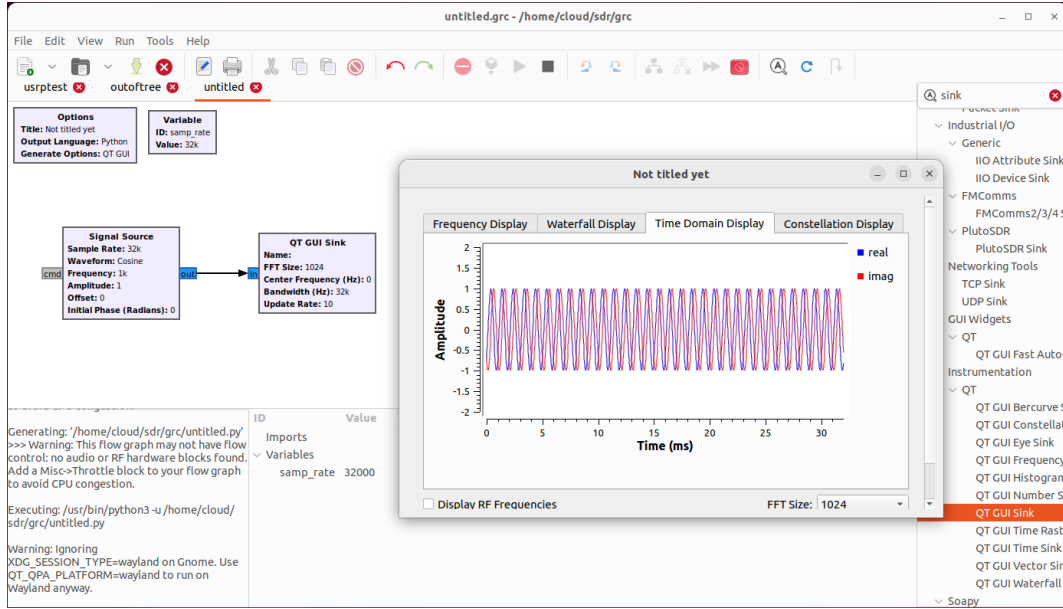 untitled.grc - /home/cloud/sdr/grc
File Edit View Run Tools Help
usrptest outoftree untitled
Options
Title: Not titled yet
Output Language: Python
Generate Options: QT GUI
Variable
ID: samp_rate
Value: 32k
Signal Source
Sample Rate: 32k
Waveform: Cosine
Frequency: 1k
Amplitude: 1
Offset: 0
Initial Phase (Radians): 0
cmd
out
in
QT GUI Sink
Name:
FFT Size: 1024
Center Frequency (Hz): 0
Bandwidth (Hz): 32k
Update Rate: 10
Not titled yet
Frequency Display Waterfall Display Time Domain Display Constellation Display
real
imag
2
1.5
1
0.5
0
-0.5
-1
-1.5
-2
Amplitude
0 5 10 15 20 25 30
Time (ms)
Display RF Frequencies
FFT Size: 1024
Generating: '/home/cloud/sdr/grc/untitled.py'
>>> Warning: This flow graph may not have flow
control: no audio or RF hardware blocks found.
Add a Misc->Throttle block to your flow graph
to avoid CPU congestion.
Executing: /usr/bin/python3 -u /home/cloud/
sdr/grc/untitled.py
Warning: Ignoring
XDG_SESSION_TYPE=wayland on Gnome. Use
QT_QPA_PLATFORM=wayland to run on
Wayland anyway.
ID Value
Imports
Variables
samp_rate 32000
sink
Industrial I/O
Generic
IIO Attribute Sink
IIO Device Sink
FMComms
FMComms2/3/4 S
PlutoSDR
PlutoSDR Sink
Networking Tools
TCP Sink
UDP Sink
GUI Widgets
QT
QT GUI Fast Auto-
Instrumentation
QT
QT GUI Bercurve S
QT GUI Constellat
QT GUI Eye Sink
QT GUI Frequency
QT GUI Histogram
QT GUI Number S
QT GUI Sink
QT GUI Time Rast
QT GUI Time Sink
QT GUI Vector Sin
QT GUI Waterfall
Soapy